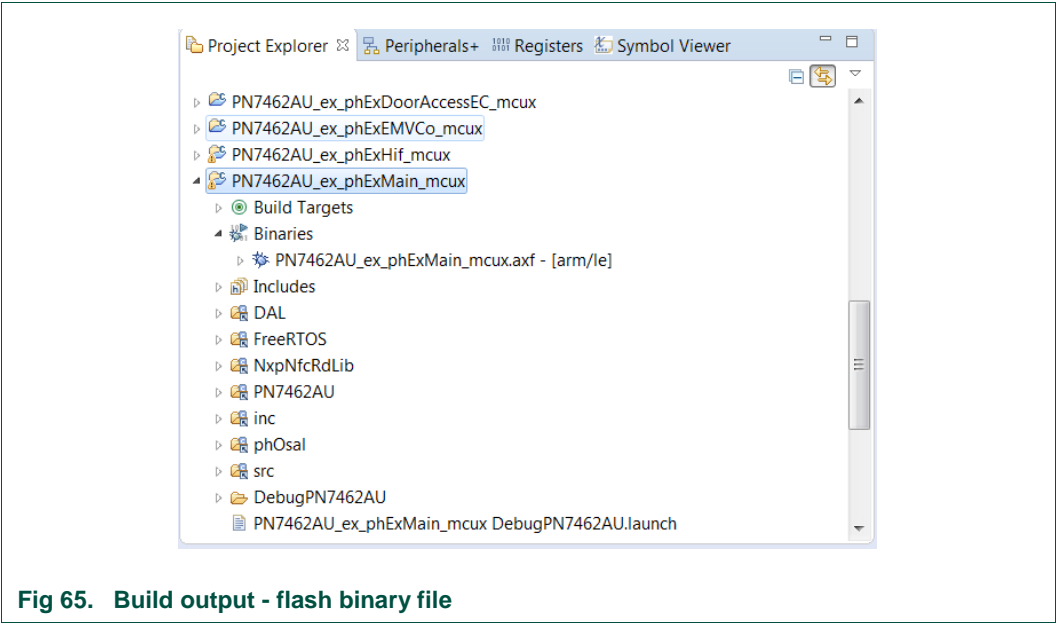 Project Explorer Peripherals+ Registers Symbol Viewer
PN7462AU_ex_phExDoorAccessEC_mcux
PN7462AU_ex_phExEMVCo_mcux
PN7462AU_ex_phExHif_mcux
PN7462AU_ex_phExMain_mcux
Build Targets
Binaries
PN7462AU_ex_phExMain_mcux.axf - [arm/le]
Includes
DAL
FreeRTOS
NxpNfcRdLib
PN7462AU
inc
phOsal
src
DebugPN7462AU
PN7462AU_ex_phExMain_mcux DebugPN7462AU.launch
Fig 65. Build output - flash binary file